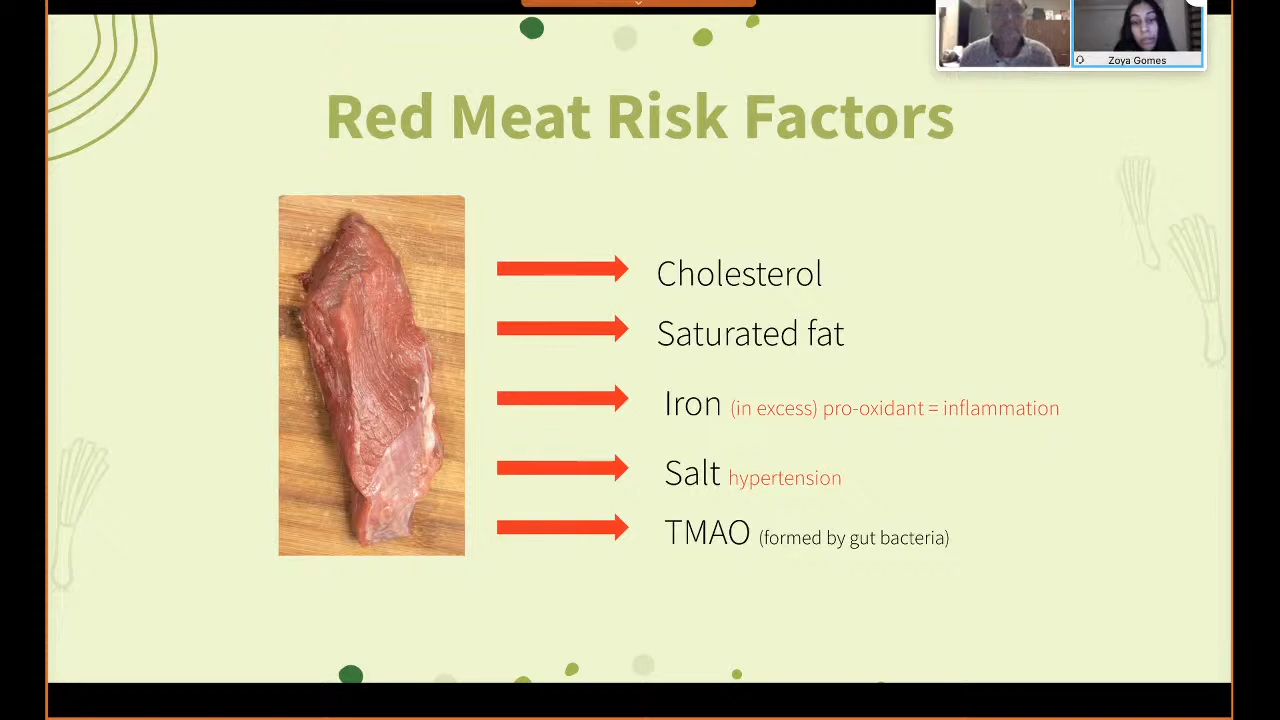 Zoya Gomes
Red Meat Risk Factors
Cholesterol
Saturated fat
Iron (in excess) pro-oxidant = inflammation
Salt hypertension
TMAO (formed by gut bacteria)